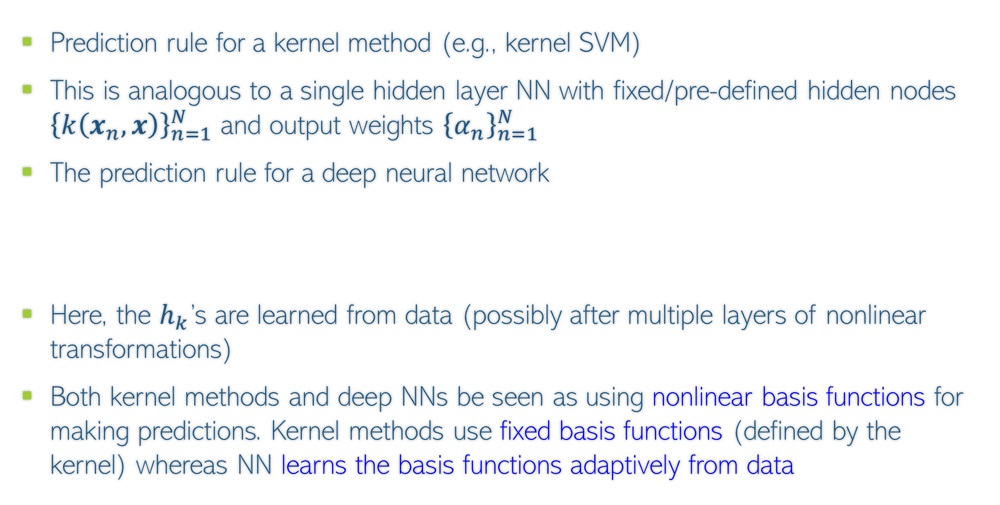 ▪ Prediction rule for a kernel method (e.g., kernel SVM)
▪ This is analogous to a single hidden layer NN with fixed/pre-defined hidden nodes
$\{k(\boldsymbol{x}_n, \boldsymbol{x})\}_{n=1}^{N}$ and output weights $\{\alpha_n\}_{n=1}^{N}$
▪ The prediction rule for a deep neural network
▪ Here, the $h_k$'s are learned from data (possibly after multiple layers of nonlinear
transformations)
▪ Both kernel methods and deep NNs be seen as using nonlinear basis functions for
making predictions. Kernel methods use fixed basis functions (defined by the
kernel) whereas NN learns the basis functions adaptively from data